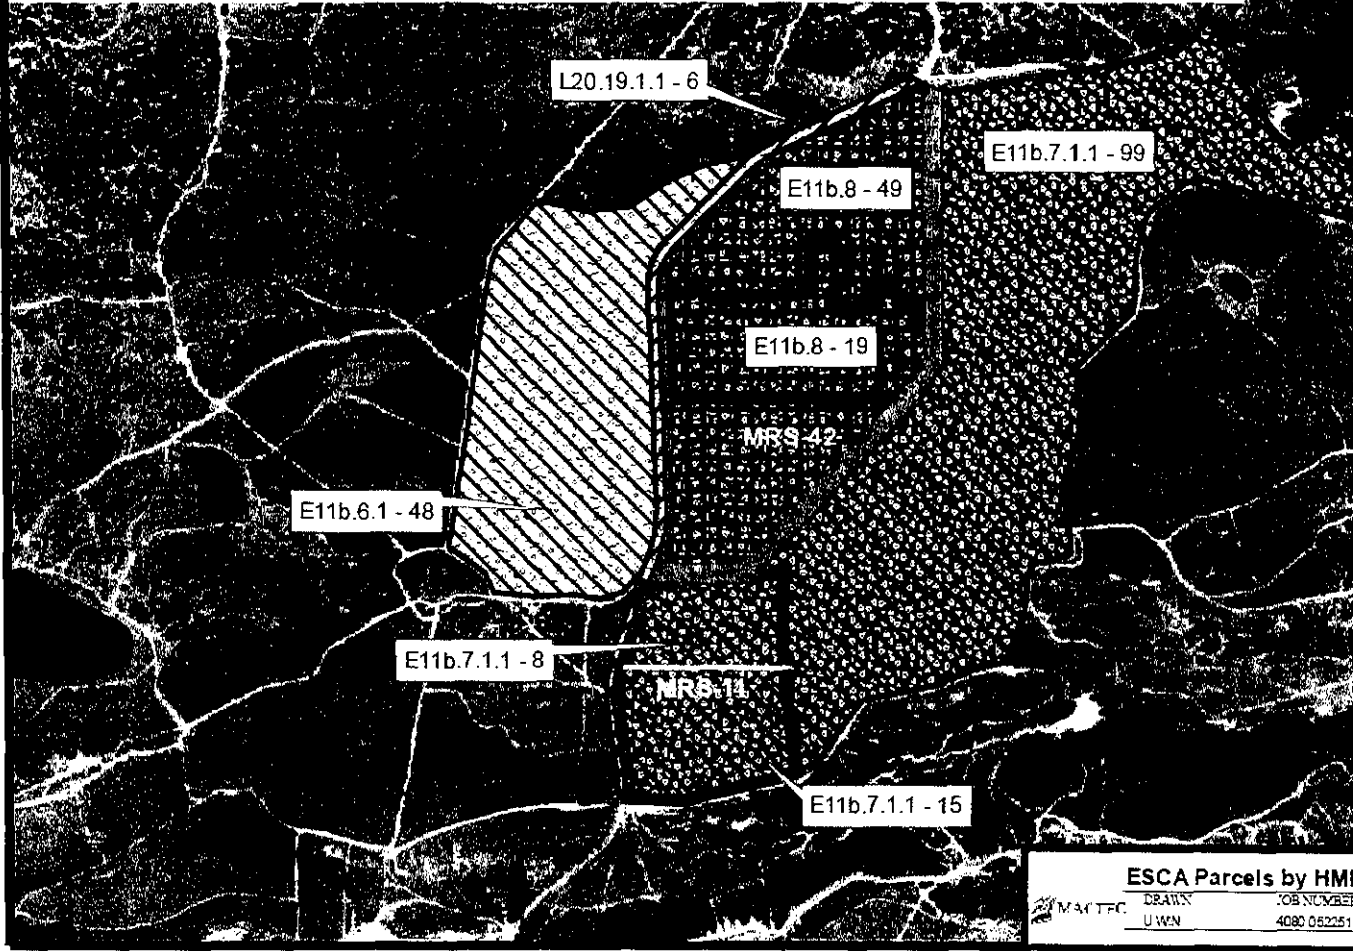 L20.19.1.1 - 6
E11b.7.1.1 - 99
E11b.8 - 49
E11b.8 - 19
MRS-42
E11b.6.1 - 48
E11b.7.1.1 - 8
MRS-11
E11b.7.1.1 - 15
ESCA Parcels by HM
MACTEC
DRAWN
JOB NUMBER
4080 052251